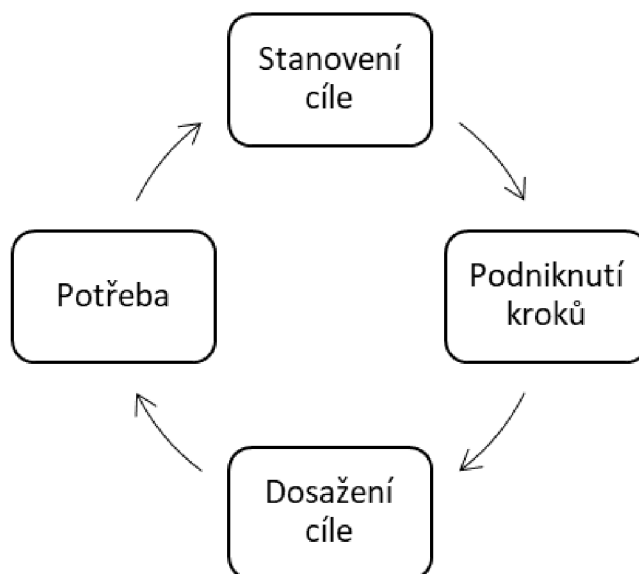 Stanovení
cíle
Podniknutí
kroků
Dosažení
cíle
Potřeba